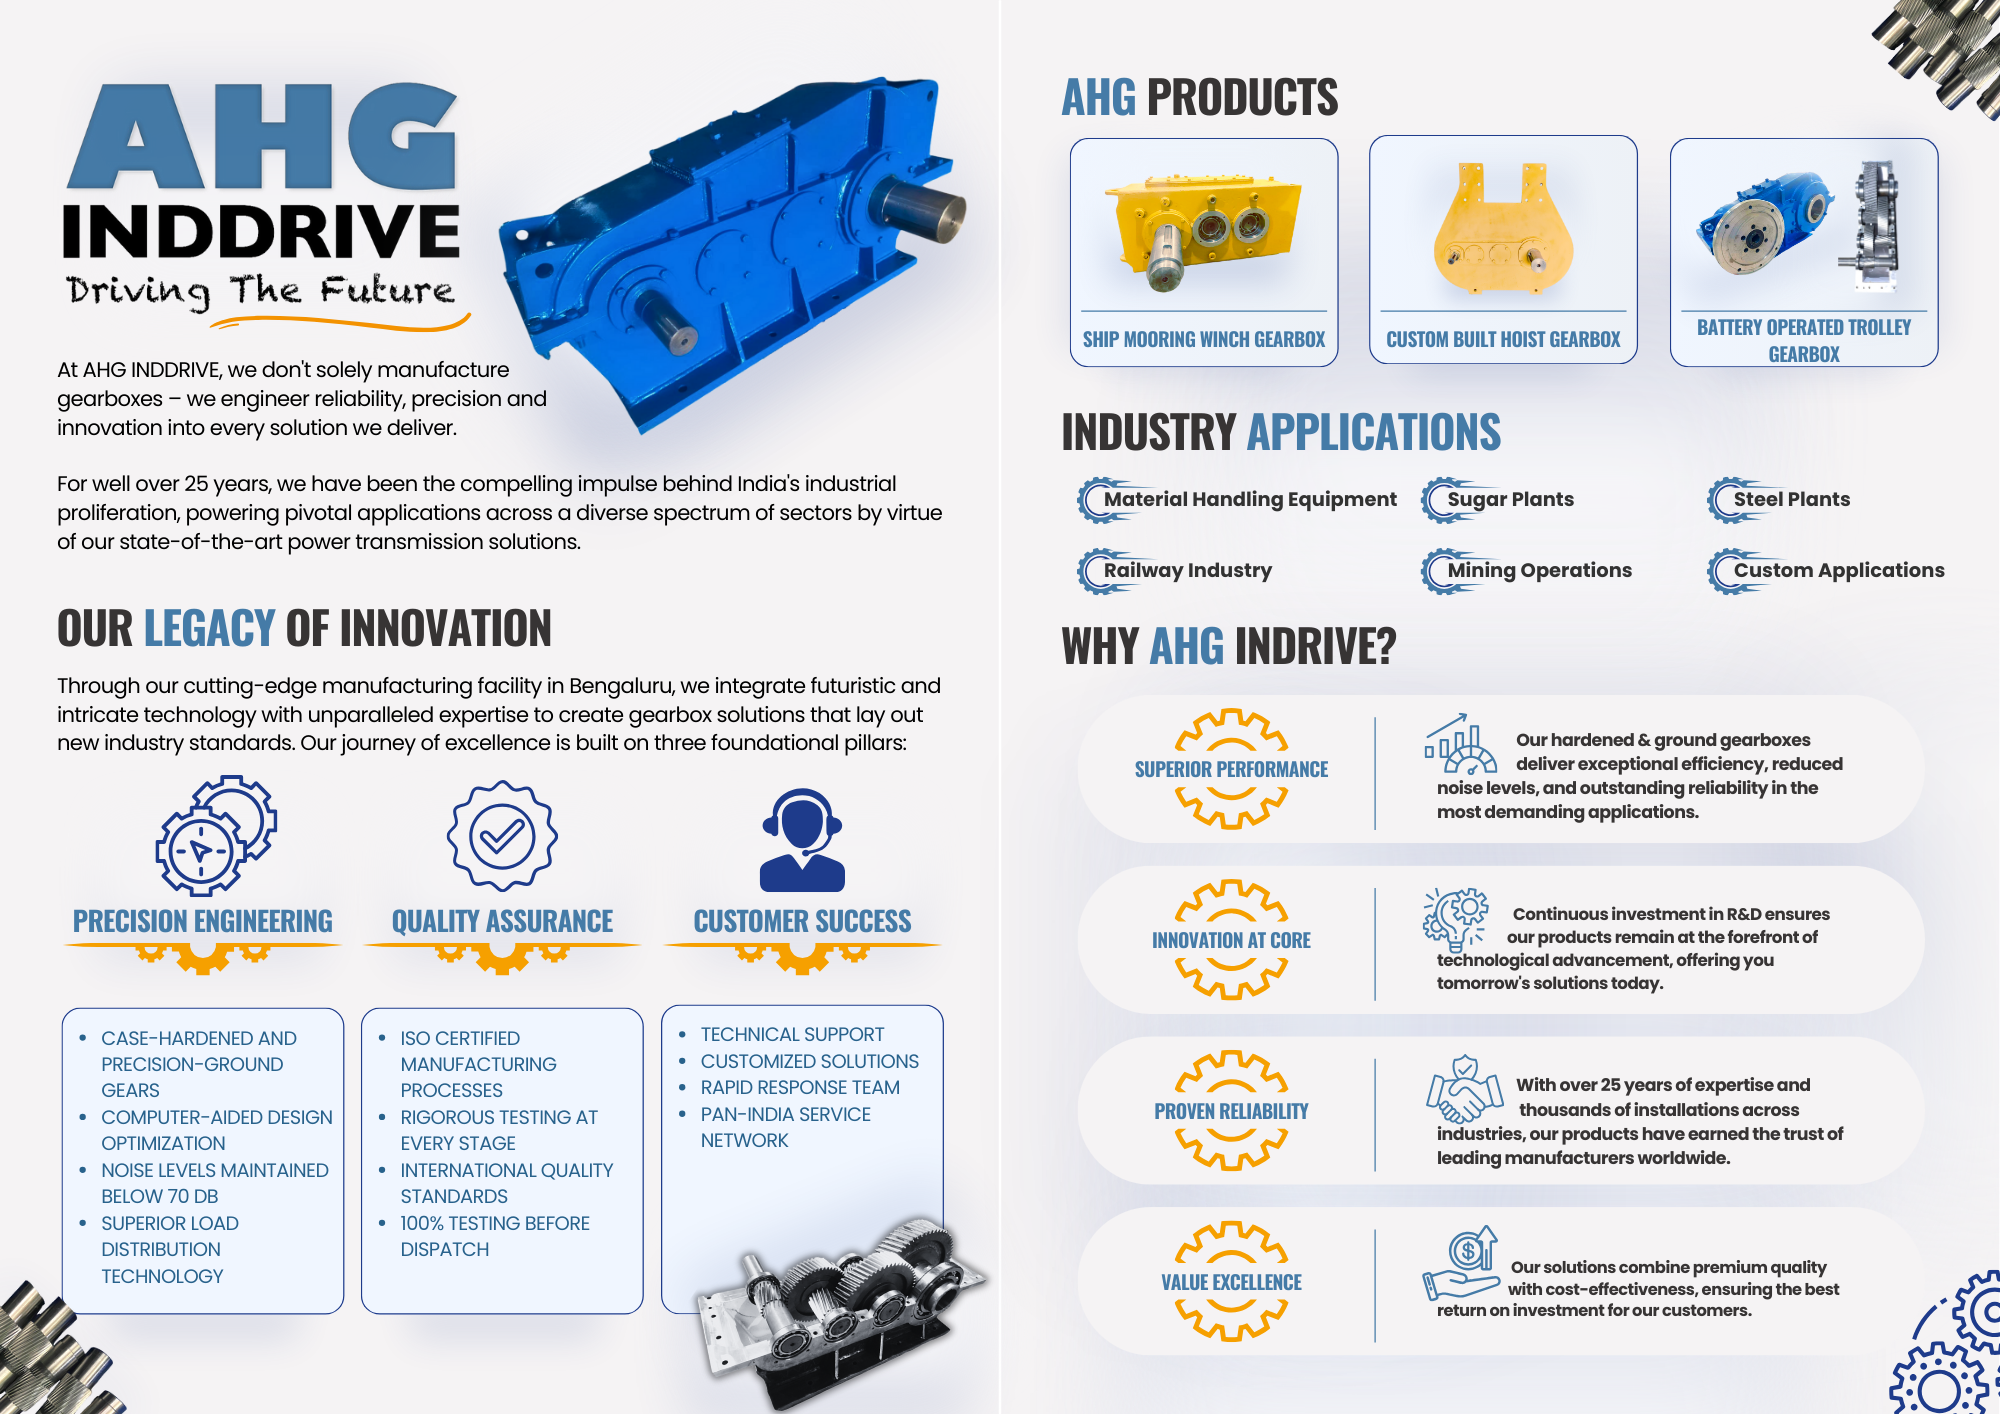 AHG
INDDRIVE
Driving The Future
At AHG INDDRIVE, we don't solely manufacture
gearboxes – we engineer reliability, precision and
innovation into every solution we deliver.
For well over 25 years, we have been the compelling impulse behind India's industrial
proliferation, powering pivotal applications across a diverse spectrum of sectors by virtue
of our state-of-the-art power transmission solutions.
OUR LEGACY OF INNOVATION
Through our cutting-edge manufacturing facility in Bengaluru, we integrate futuristic and
intricate technology with unparalleled expertise to create gearbox solutions that lay out
new industry standards. Our journey of excellence is built on three foundational pillars:
PRECISION ENGINEERING
• CASE-HARDENED AND
PRECISION-GROUND
GEARS
• COMPUTER-AIDED DESIGN
OPTIMIZATION
• NOISE LEVELS MAINTAINED
BELOW 70 DB
• SUPERIOR LOAD
DISTRIBUTION
TECHNOLOGY
QUALITY ASSURANCE
• ISO CERTIFIED
MANUFACTURING
PROCESSES
• RIGOROUS TESTING AT
EVERY STAGE
• INTERNATIONAL QUALITY
STANDARDS
• 100% TESTING BEFORE
DISPATCH
CUSTOMER SUCCESS
• TECHNICAL SUPPORT
• CUSTOMIZED SOLUTIONS
• RAPID RESPONSE TEAM
• PAN-INDIA SERVICE
NETWORK
AHG PRODUCTS
SHIP MOORING WINCH GEARBOX
CUSTOM BUILT HOIST GEARBOX
BATTERY OPERATED TROLLEY
GEARBOX
INDUSTRY APPLICATIONS
Material Handling Equipment
Sugar Plants
Steel Plants
Railway Industry
Mining Operations
Custom Applications
WHY AHG INDRIVE?
SUPERIOR PERFORMANCE
Our hardened & ground gearboxes
deliver exceptional efficiency, reduced
noise levels, and outstanding reliability in the
most demanding applications.
INNOVATION AT CORE
Continuous investment in R&D ensures
our products remain at the forefront of
technological advancement, offering you
tomorrow's solutions today.
PROVEN RELIABILITY
With over 25 years of expertise and
thousands of installations across
industries, our products have earned the trust of
leading manufacturers worldwide.
VALUE EXCELLENCE
$
Our solutions combine premium quality
with cost-effectiveness, ensuring the best
return on investment for our customers.